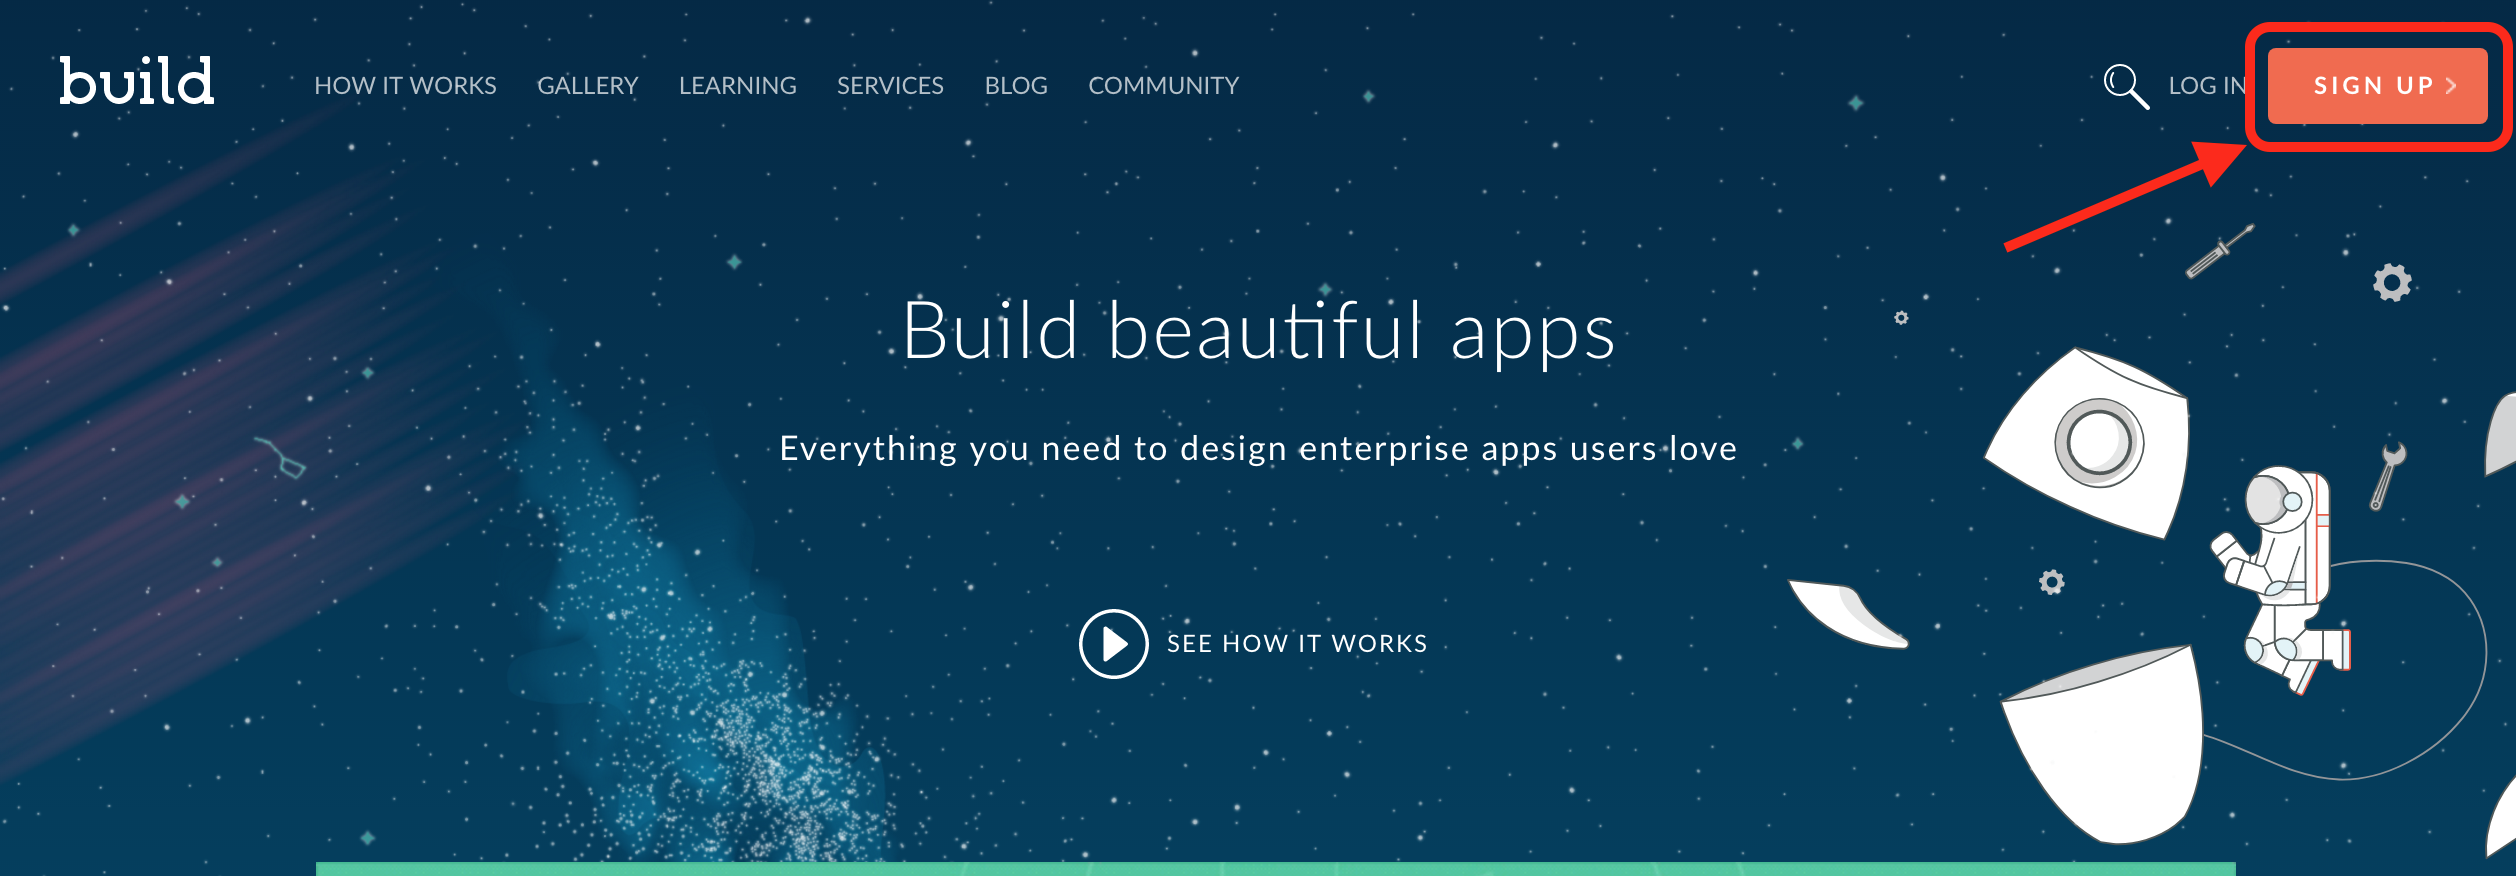 build
HOW IT WORKS GALLERY LEARNING SERVICES BLOG COMMUNITY LOG IN SIGN UP
Build beautiful apps
Everything you need to design enterprise apps users love
SEE HOW IT WORKS